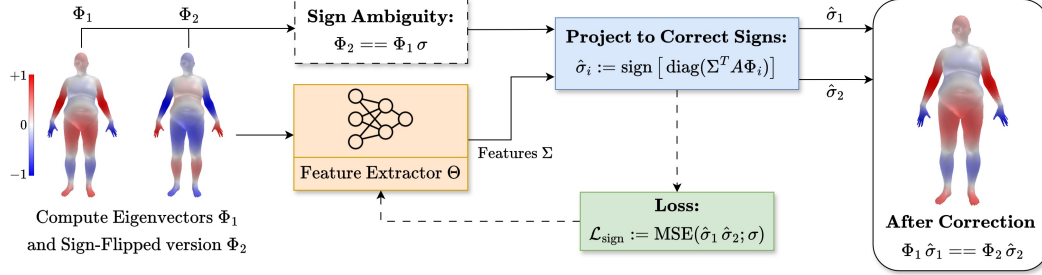 Φ₁
Φ₂
+1
0
−1
Compute Eigenvectors Φ₁
and Sign-Flipped version Φ₂
Sign Ambiguity:
Φ₂ == Φ₁ σ
Feature Extractor Θ
Features Σ
Project to Correct Signs:
σ̂ᵢ := sign [ diag(Σᵀ AΦᵢ) ]
Loss:
ℒ_sign := MSE(σ̂₁ σ̂₂; σ)
σ̂₁
σ̂₂
After Correction
Φ₁ σ̂₁ == Φ₂ σ̂₂